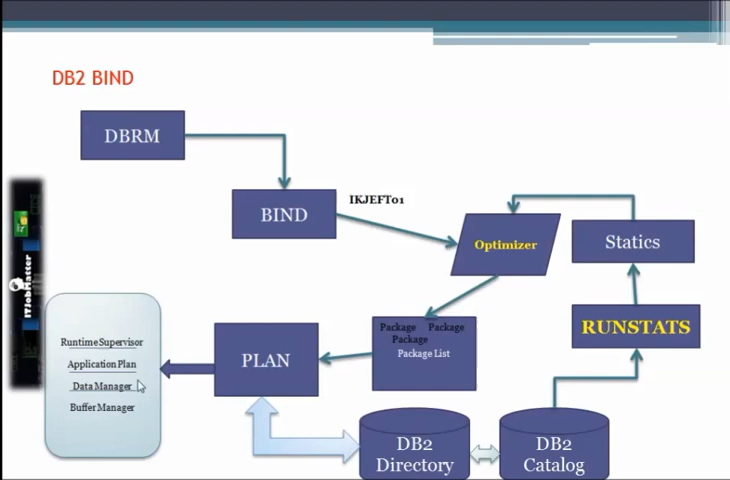 DB2 BIND
DBRM
BIND
IKJEFT01
Optimizer
Statics
RUNSTATS
Package Package
Package
Package List
PLAN
Runtime Supervisor
Application Plan
Data Manager
Buffer Manager
DB2
Directory
DB2
Catalog
ITJobMatter